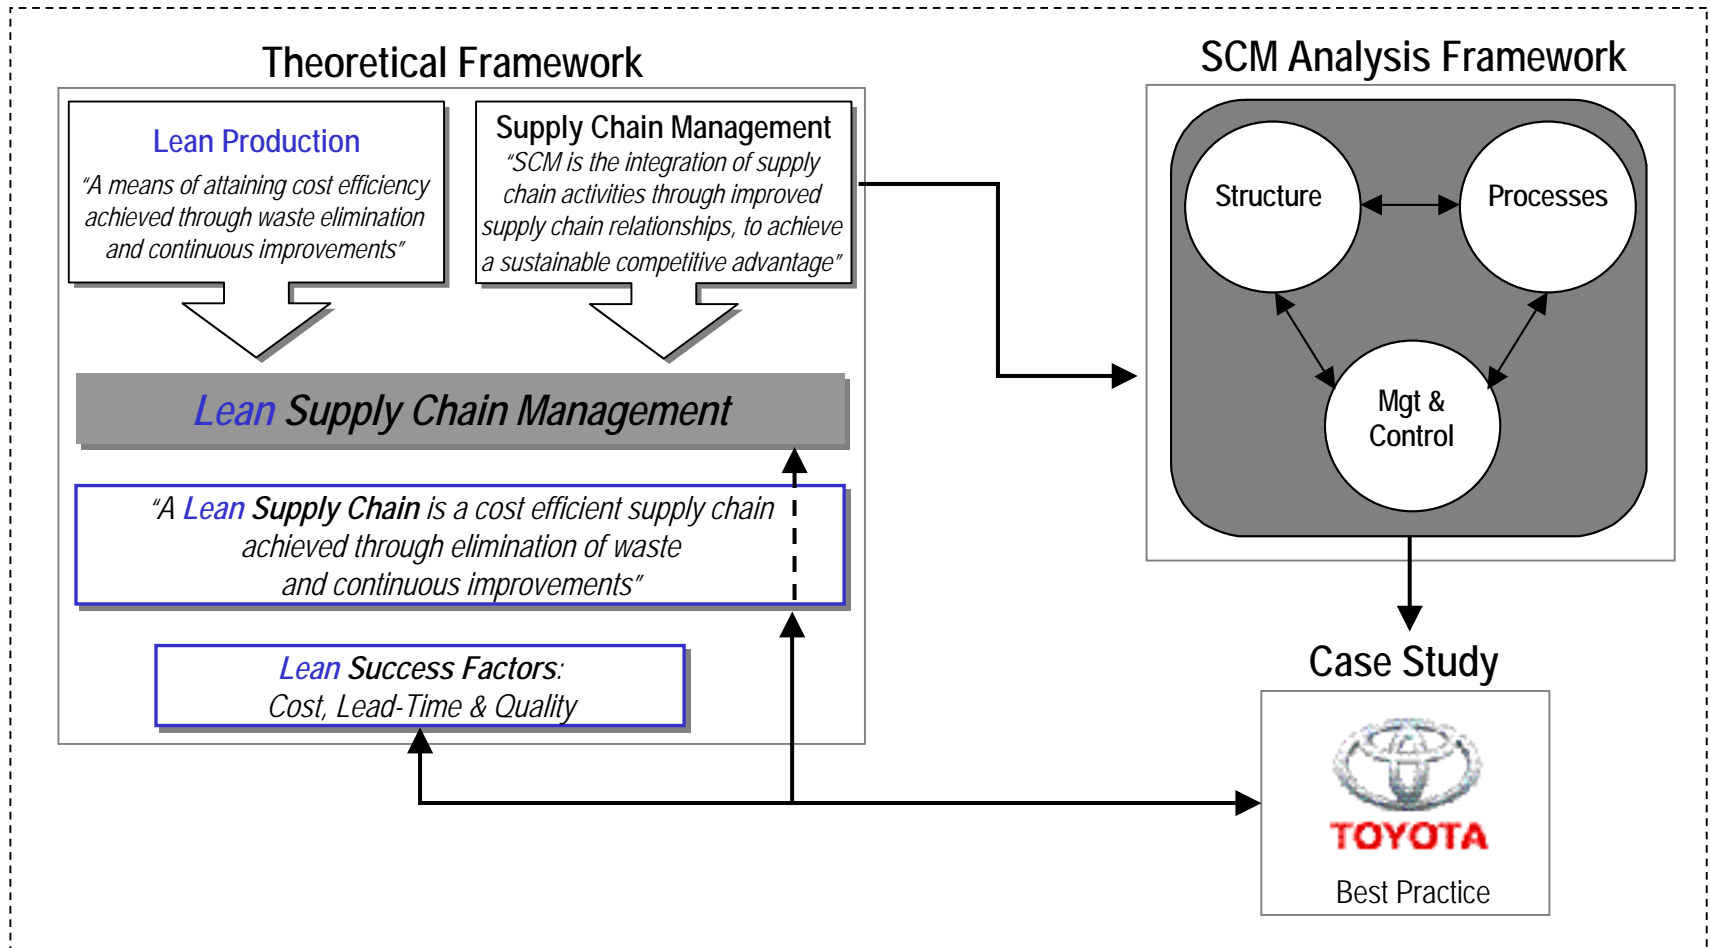 Theoretical Framework
Lean Production
"A means of attaining cost efficiency
achieved through waste elimination
and continuous improvements"
Supply Chain Management
"SCM is the integration of supply
chain activities through improved
supply chain relationships, to achieve
a sustainable competitive advantage"
Lean Supply Chain Management
"A Lean Supply Chain is a cost efficient supply chain
achieved through elimination of waste
and continuous improvements"
Lean Success Factors:
Cost, Lead-Time & Quality
SCM Analysis Framework
Structure
Processes
Mgt &
Control
Case Study
TOYOTA
Best Practice